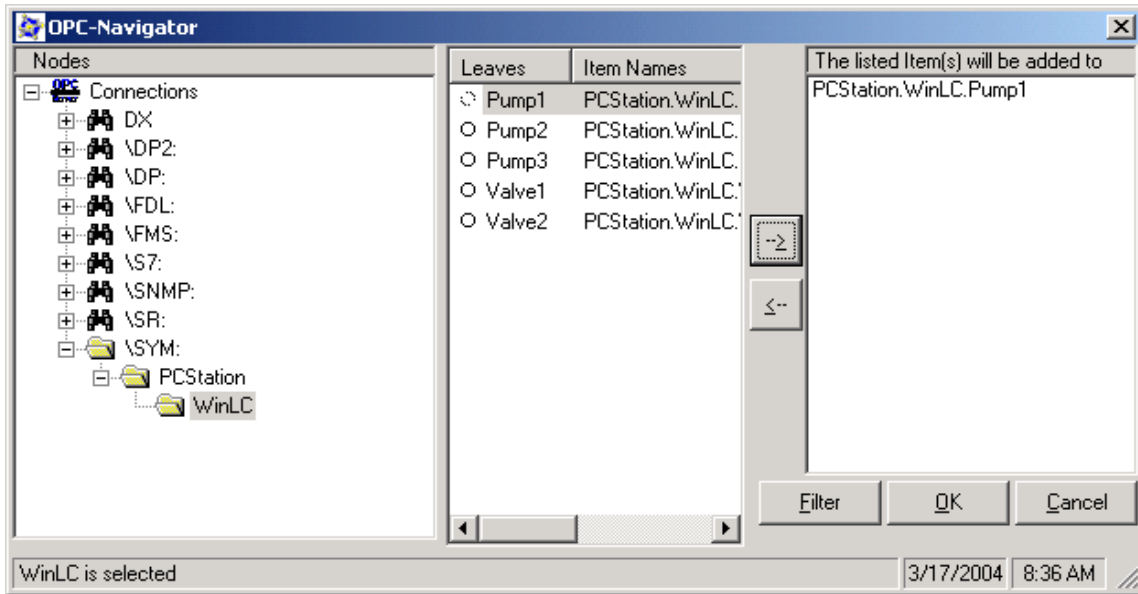 OPC-Navigator
Nodes
Connections
DX
\DP2:
\DP:
\FDL:
\FMS:
\S7:
\SNMP:
\SR:
\SYM:
PCStation
WinLC
Leaves Item Names
Pump1 PCStation.WinLC.
Pump2 PCStation.WinLC.
Pump3 PCStation.WinLC.
Valve1 PCStation.WinLC.
Valve2 PCStation.WinLC.
-->
<--
The listed Item(s) will be added to
PCStation.WinLC.Pump1
Filter OK Cancel
WinLC is selected 3/17/2004 8:36 AM